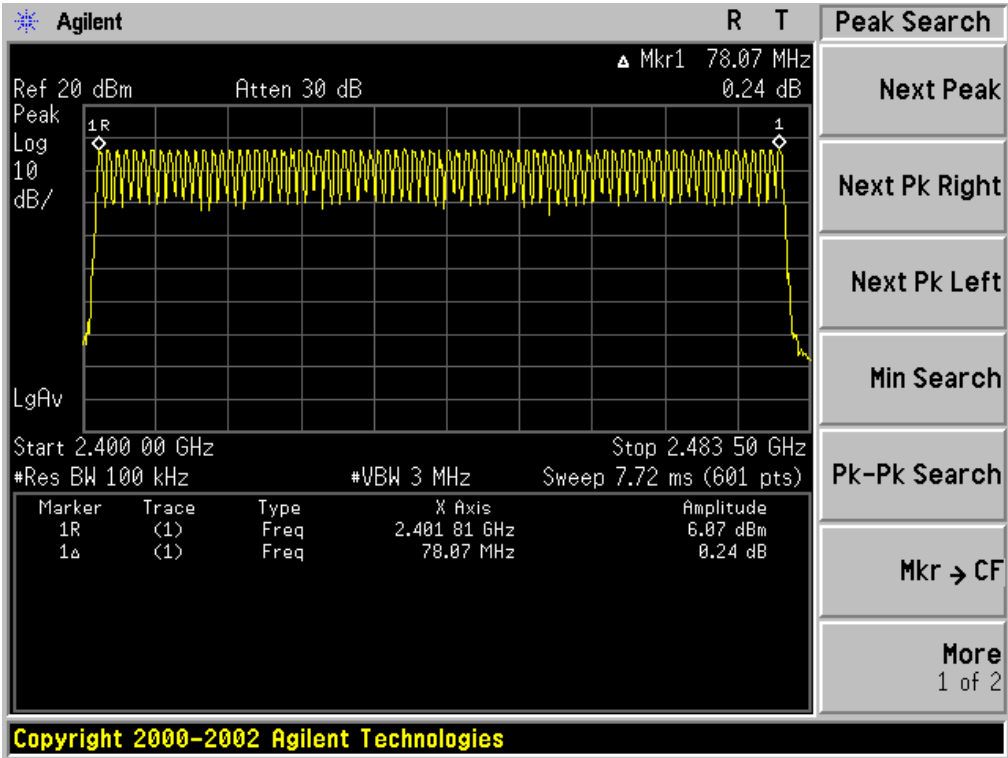 Agilent R T Peak Search
Δ Mkr1 78.07 MHz
Ref 20 dBm Atten 30 dB 0.24 dB
Peak
Log
10
dB/
1R 1
LgAv
Start 2.400 00 GHz Stop 2.483 50 GHz
#Res BW 100 kHz #VBW 3 MHz Sweep 7.72 ms (601 pts)
Marker Trace Type X Axis Amplitude
1R (1) Freq 2.401 81 GHz 6.07 dBm
1Δ (1) Freq 78.07 MHz 0.24 dB
Next Peak
Next Pk Right
Next Pk Left
Min Search
Pk-Pk Search
Mkr → CF
More
1 of 2
Copyright 2000-2002 Agilent Technologies